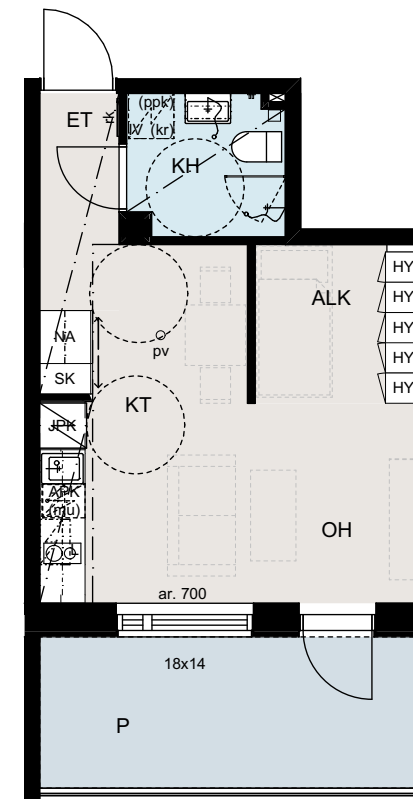 ET
(ppk)
IV (kr)
KH
ALK
HY
HY
HY
HY
HY
NA
pv
SK
KT
JPK
APK
(mu)
OH
ar. 700
18x14
P